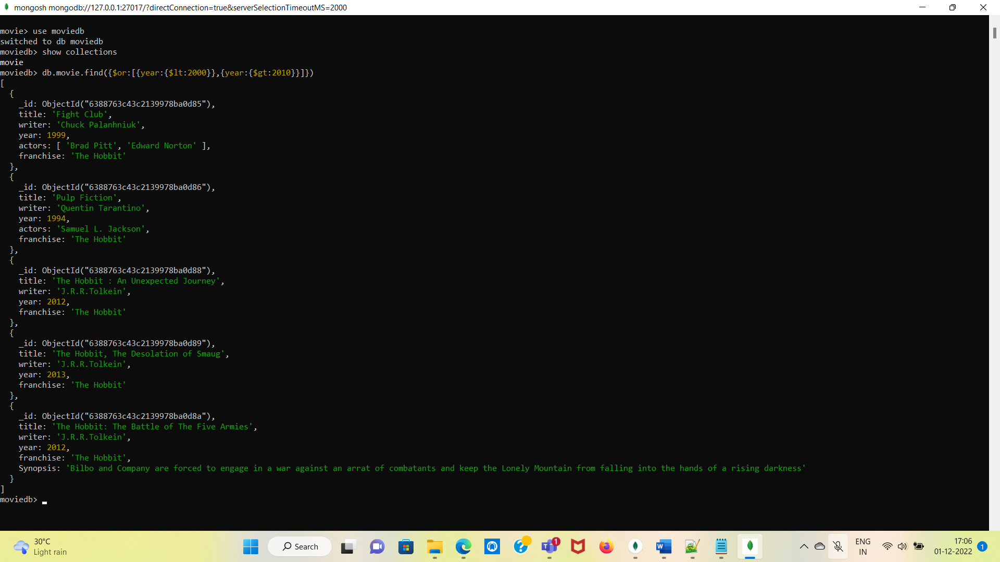 mongosh mongodb://127.0.0.1:27017/?directConnection=true&serverSelectionTimeoutMS=2000
movie> use moviedb
switched to db moviedb
moviedb> show collections
movie
moviedb> db.movie.find({$or:[{year:{$lt:2000}},{year:{$gt:2010}}]})
[
  {
    _id: ObjectId("6388763c43c2139978ba0d85"),
    title: 'Fight Club',
    writer: 'Chuck Palanhniuk',
    year: 1999,
    actors: [ 'Brad Pitt', 'Edward Norton' ],
    franchise: 'The Hobbit'
  },
  {
    _id: ObjectId("6388763c43c2139978ba0d86"),
    title: 'Pulp Fiction',
    writer: 'Quentin Tarantino',
    year: 1994,
    actors: 'Samuel L. Jackson',
    franchise: 'The Hobbit'
  },
  {
    _id: ObjectId("6388763c43c2139978ba0d88"),
    title: 'The Hobbit : An Unexpected Journey',
    writer: 'J.R.R.Tolkein',
    year: 2012,
    franchise: 'The Hobbit'
  },
  {
    _id: ObjectId("6388763c43c2139978ba0d89"),
    title: 'The Hobbit, The Desolation of Smaug',
    writer: 'J.R.R.Tolkein',
    year: 2013,
    franchise: 'The Hobbit'
  },
  {
    _id: ObjectId("6388763c43c2139978ba0d8a"),
    title: 'The Hobbit: The Battle of The Five Armies',
    writer: 'J.R.R.Tolkein',
    year: 2012,
    franchise: 'The Hobbit',
    Synopsis: 'Bilbo and Company are forced to engage in a war against an arrat of combatants and keep the Lonely Mountain from falling into the hands of a rising darkness'
  }
]
moviedb>
30°C
Light rain
Search
1
ENG
IN
17:06
01-12-2022
1